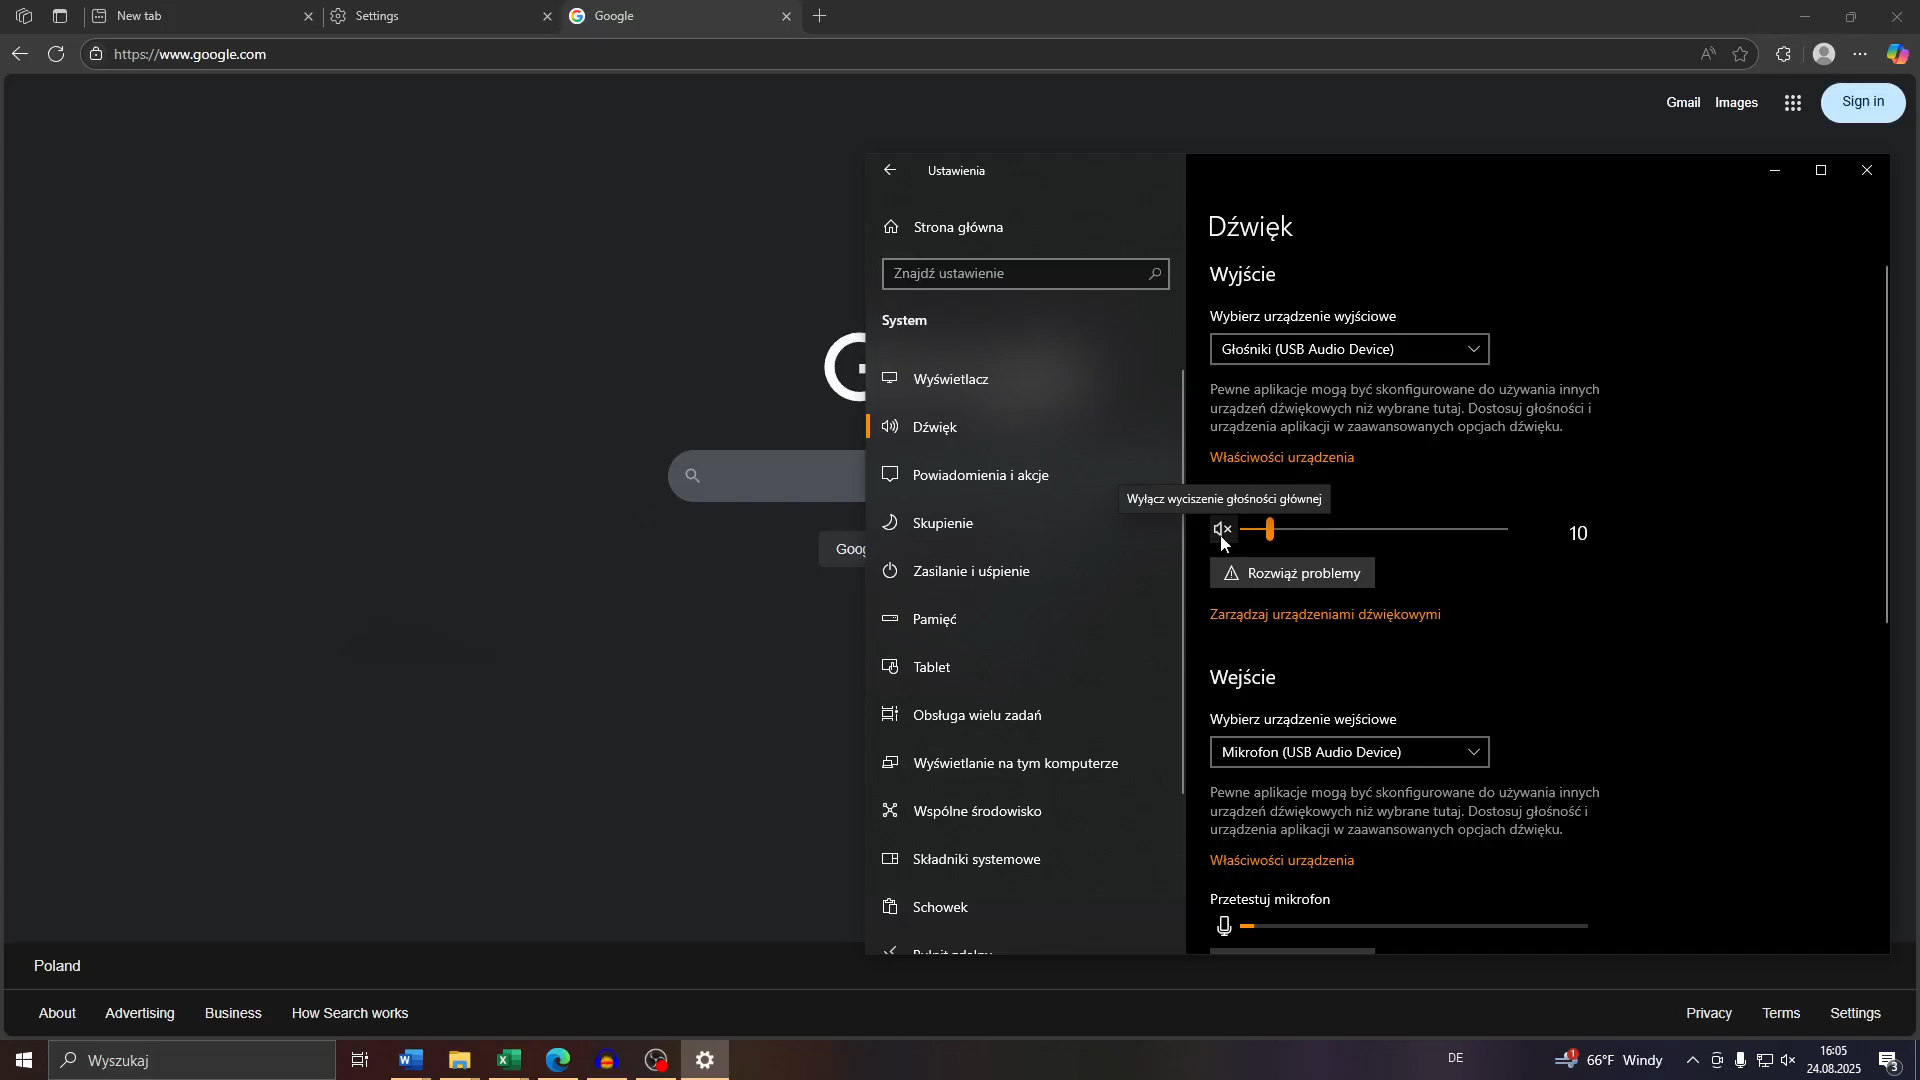 New tab
Settings
Google
https://www.google.com
Gmail
Images
Sign in
Goog
Ustawienia
Strona główna
Znajdź ustawienie
System
Wyświetlacz
Dźwięk
Powiadomienia i akcje
Skupienie
Zasilanie i uśpienie
Pamięć
Tablet
Obsługa wielu zadań
Wyświetlanie na tym komputerze
Wspólne środowisko
Składniki systemowe
Schowek
Dźwięk
Wyjście
Wybierz urządzenie wyjściowe
Głośniki (USB Audio Device)
Pewne aplikacje mogą być skonfigurowane do używania innych
urządzeń dźwiękowych niż wybrane tutaj. Dostosuj głośności i
urządzenia aplikacji w zaawansowanych opcjach dźwięku.
Właściwości urządzenia
Wyłącz wyciszenie głośności głównej
10
Rozwiąż problemy
Zarządzaj urządzeniami dźwiękowymi
Wejście
Wybierz urządzenie wejściowe
Mikrofon (USB Audio Device)
Pewne aplikacje mogą być skonfigurowane do używania innych
urządzeń dźwiękowych niż wybrane tutaj. Dostosuj głośność i
urządzenia aplikacji w zaawansowanych opcjach dźwięku.
Właściwości urządzenia
Przetestuj mikrofon
Poland
About
Advertising
Business
How Search works
Privacy
Terms
Settings
Wyszukaj
DE
1
66°F Windy
16:05
24.08.2025
3